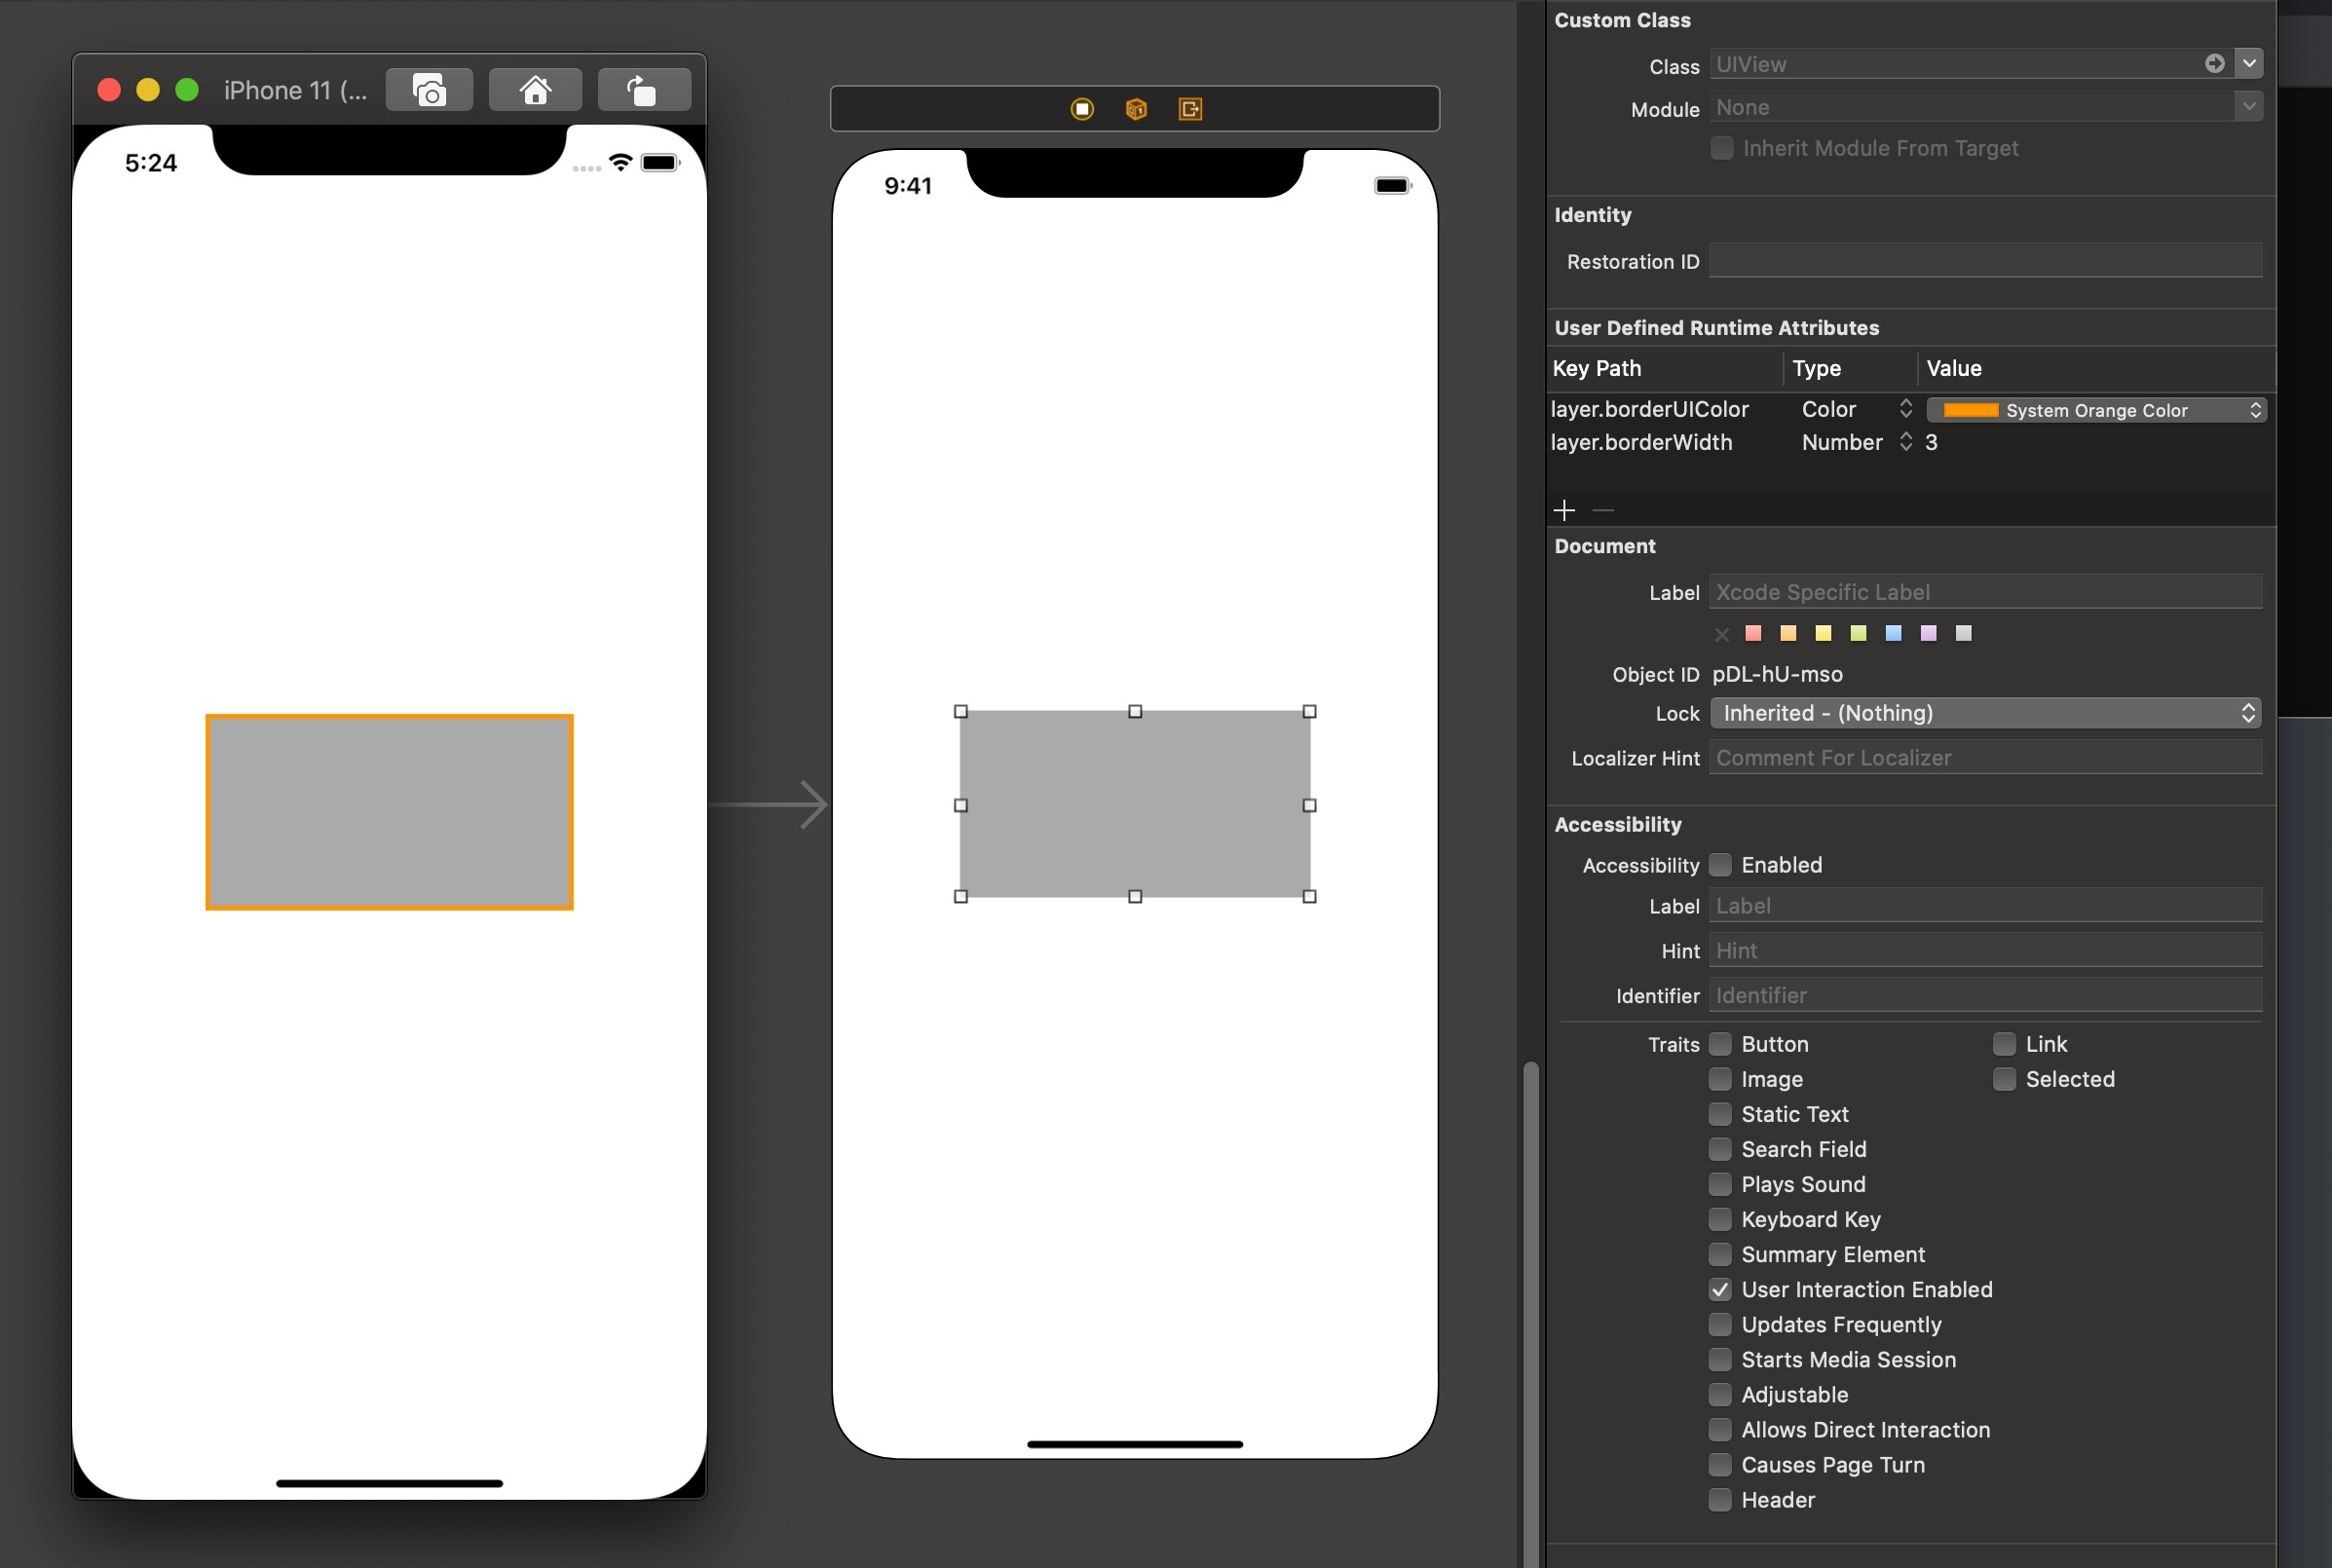 iPhone 11 (...
5:24
9:41
Custom Class
Class UIView
Module None
Inherit Module From Target
Identity
Restoration ID
User Defined Runtime Attributes
Key Path Type Value
layer.borderUIColor Color System Orange Color
layer.borderWidth Number 3
Document
Label Xcode Specific Label
Object ID pDL-hU-mso
Lock Inherited - (Nothing)
Localizer Hint Comment For Localizer
Accessibility
Accessibility Enabled
Label Label
Hint Hint
Identifier Identifier
Traits Button Link
Image Selected
Static Text
Search Field
Plays Sound
Keyboard Key
Summary Element
User Interaction Enabled
Updates Frequently
Starts Media Session
Adjustable
Allows Direct Interaction
Causes Page Turn
Header